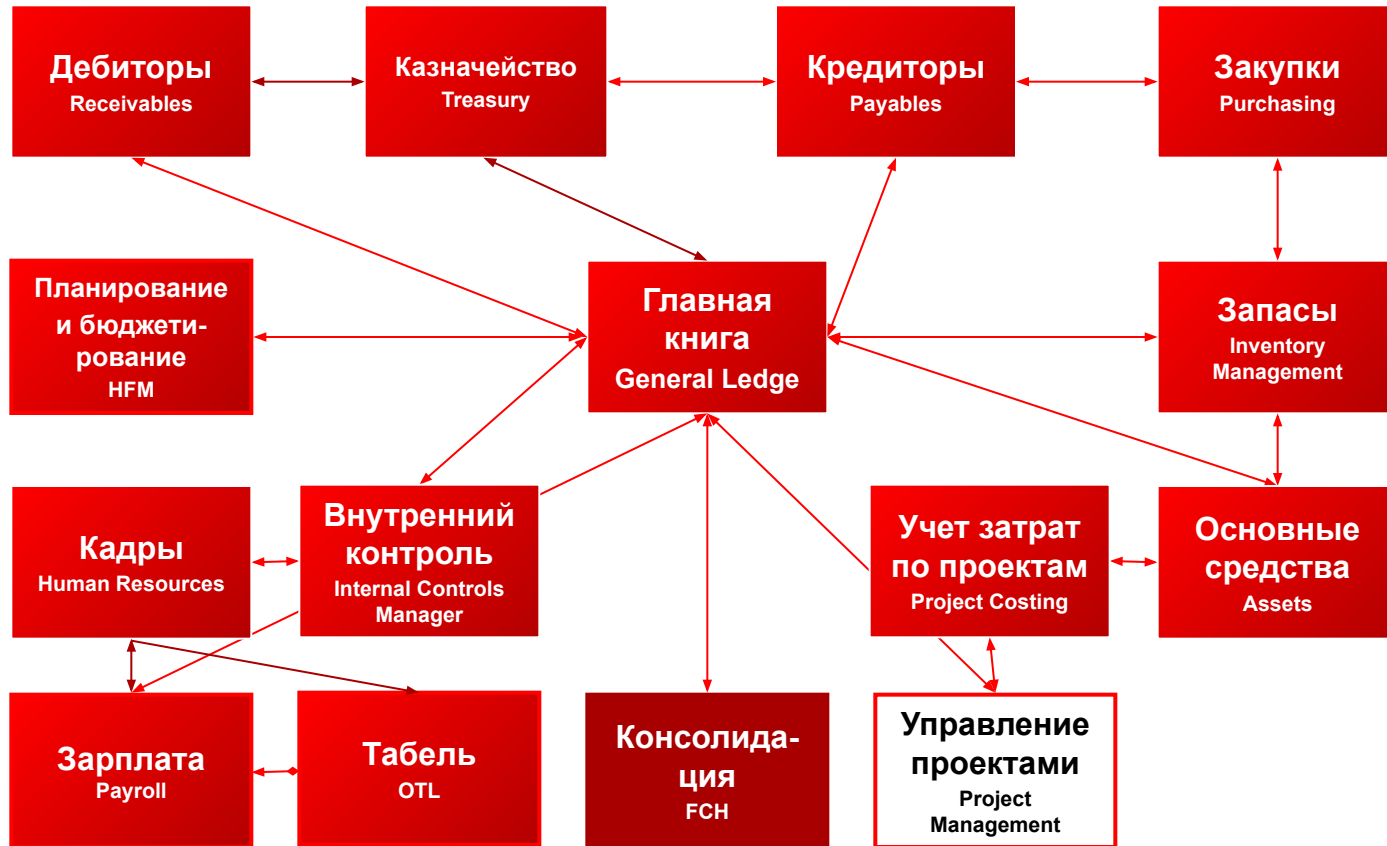 Дебиторы
Receivables
Казначейство
Treasury
Кредиторы
Payables
Закупки
Purchasing
Планирование
и бюджети-
рование
HFM
Главная
книга
General Ledge
Запасы
Inventory
Management
Кадры
Human Resources
Внутренний
контроль
Internal Controls
Manager
Учет затрат
по проектам
Project Costing
Основные
средства
Assets
Зарплата
Payroll
Табель
OTL
Консолида-
ция
FCH
Управление
проектами
Project
Management